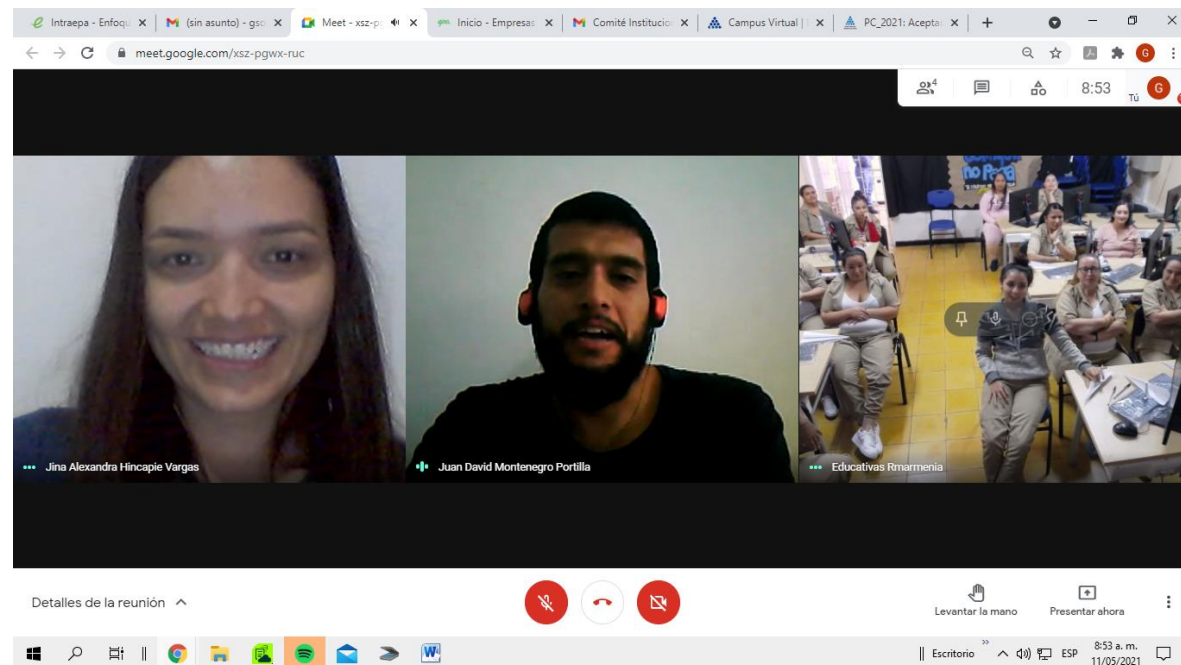 Intraepa - Enfoqu
(sin asunto) - gso
Meet - xsz-p
Inicio - Empresas
Comité Institucio
Campus Virtual |
PC_2021: Acepta
meet.google.com/xsz-pgwx-ruc
G
4
8:53
Tú
G
no Para
Jina Alexandra Hincapie Vargas
Juan David Montenegro Portilla
Educativas Rmarmenia
Detalles de la reunión
Levantar la mano
Presentar ahora
Escritorio
ESP
8:53 a. m.
11/05/2021